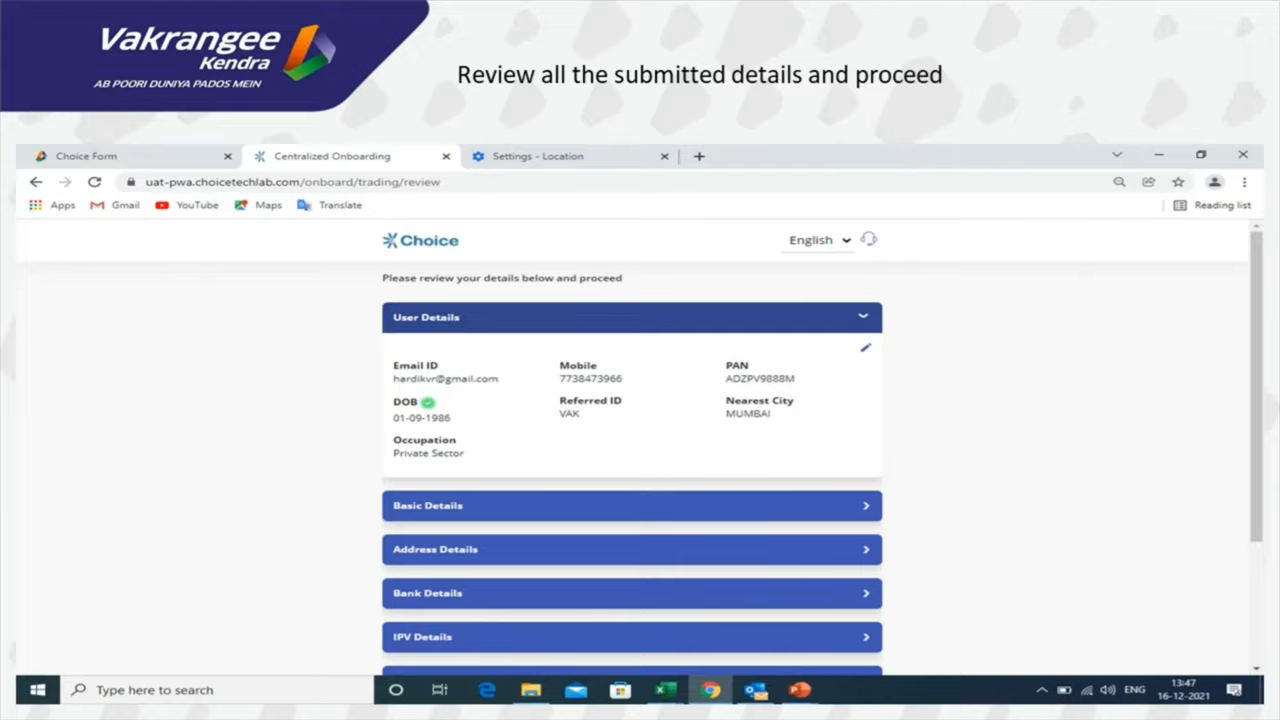 Vakrangee
Kendra
AB POORI DUNIYA PADOS MEIN
Review all the submitted details and proceed
Choice Form
Centralized Onboarding
Settings - Location
uat-pwa.choicetechlab.com/onboard/trading/review
Apps
Gmail
YouTube
Maps
Translate
Reading list
Choice
English
Please review your details below and proceed
User Details
Email ID
Mobile
PAN
hardikvr@gmail.com
7738473966
ADZPV9888M
DOB
Referred ID
Nearest City
01-09-1986
VAK
MUMBAI
Occupation
Private Sector
Basic Details
Address Details
Bank Details
IPV Details
Type here to search
ENG
13:47
16-12-2021